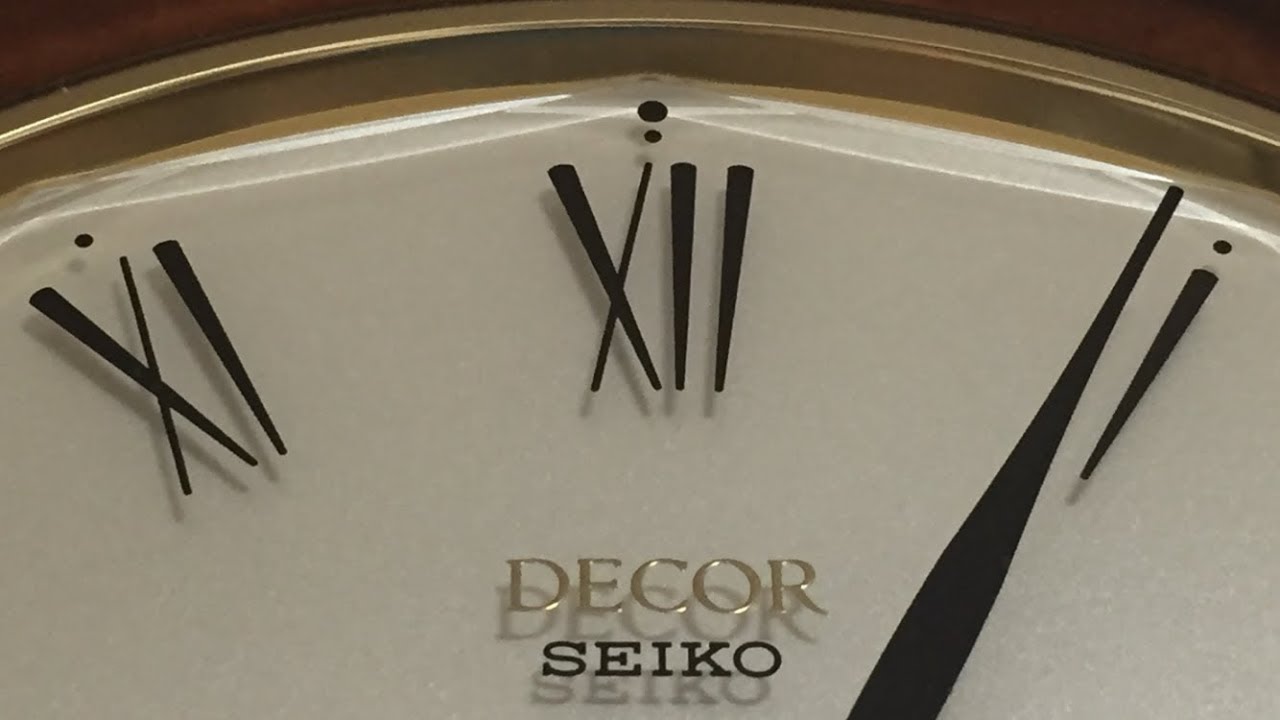 XI XII I
DECOR
SEIKO